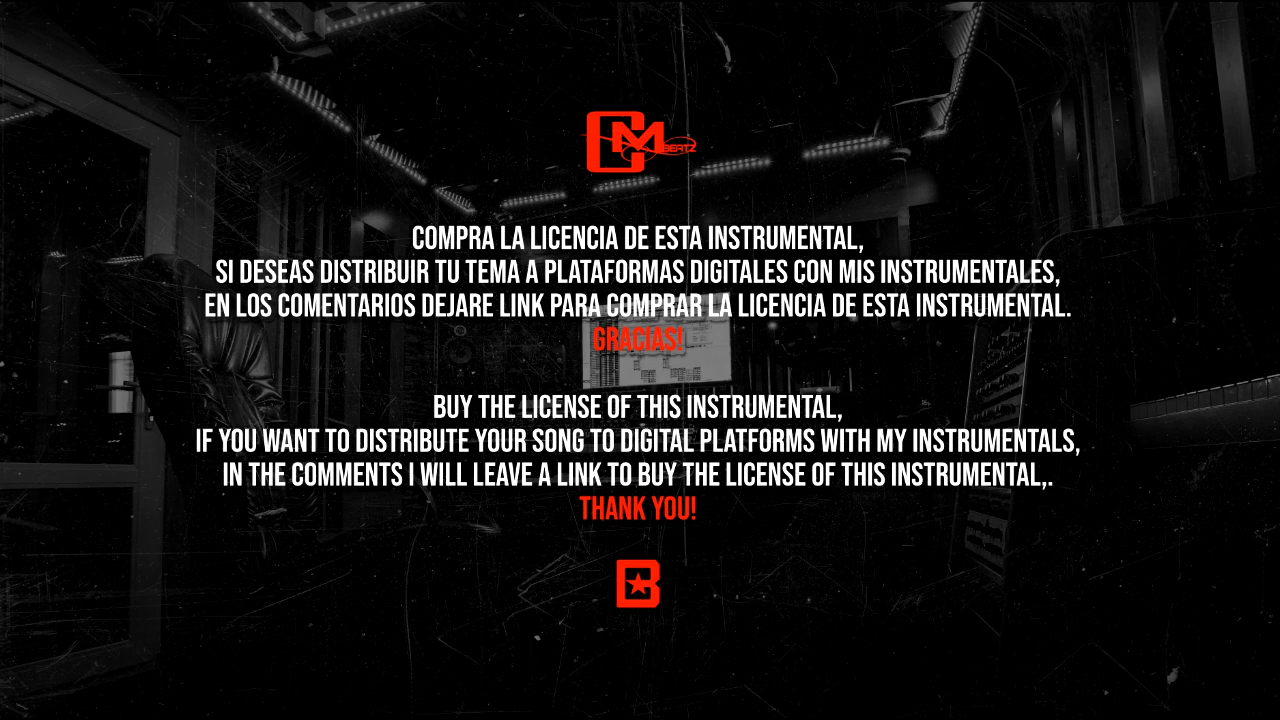 CM BERTZ
COMPRA LA LICENCIA DE ESTA INSTRUMENTAL,
SI DESEAS DISTRIBUIR TU TEMA A PLATAFORMAS DIGITALES CON MIS INSTRUMENTALES,
EN LOS COMENTARIOS DEJARE LINK PARA COMPRAR LA LICENCIA DE ESTA INSTRUMENTAL.
GRACIAS!
BUY THE LICENSE OF THIS INSTRUMENTAL,
IF YOU WANT TO DISTRIBUTE YOUR SONG TO DIGITAL PLATFORMS WITH MY INSTRUMENTALS,
IN THE COMMENTS I WILL LEAVE A LINK TO BUY THE LICENSE OF THIS INSTRUMENTAL,.
THANK YOU!
B